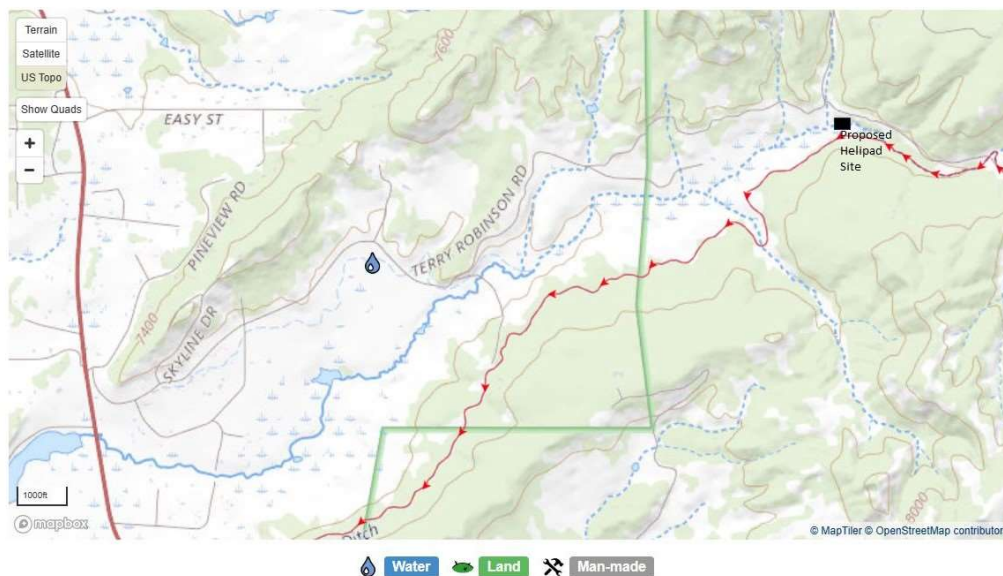 Terrain
Satellite
US Topo
Show Quads
+
−
EASY ST
7600
PINEVIEW RD
TERRY ROBINSON RD
Proposed
Helipad
Site
7400
SKYLINE DR
1000ft
mapbox
Ditch
8000
© MapTiler © OpenStreetMap contributor
Water
Land
Man-made